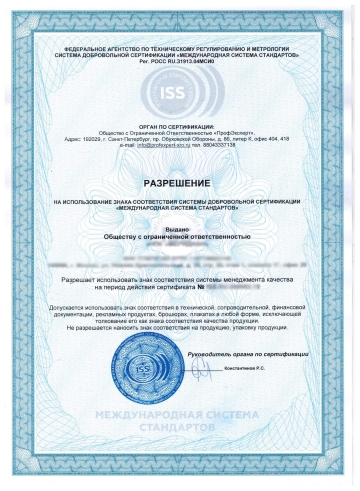 ФЕДЕРАЛЬНОЕ АГЕНТСТВО ПО ТЕХНИЧЕСКОМУ РЕГУЛИРОВАНИЮ И МЕТРОЛОГИИ
СИСТЕМА ДОБРОВОЛЬНОЙ СЕРТИФИКАЦИИ «МЕЖДУНАРОДНАЯ СИСТЕМА СТАНДАРТОВ»
Рег. РОСС RU.31913.04МСИ0
ISS
ОРГАН ПО СЕРТИФИКАЦИИ:
Общество с Ограниченной Ответственностью «ПрофЭксперт».
Адрес: 192029, г. Санкт-Петербург, пр. Обуховской Обороны, д. 86, литер К, офис 404, 418
e-mail: info@profexpert-sro.ru тел. 88043337138
РАЗРЕШЕНИЕ
НА ИСПОЛЬЗОВАНИЕ ЗНАКА СООТВЕТСТВИЯ СИСТЕМЫ ДОБРОВОЛЬНОЙ СЕРТИФИКАЦИИ
«МЕЖДУНАРОДНАЯ СИСТЕМА СТАНДАРТОВ»
Выдано
Обществу с ограниченной ответственностью
Разрешает использовать знак соответствия системы менеджмента качества
на период действия сертификата №
Допускается использовать знак соответствия в технической, сопроводительной, финансовой
документации, рекламных продуктах, брошюрах, плакатах в любой форме, исключающей
толкование его как знака соответствия качества продукции.
Не разрешается наносить знак соответствия на продукцию, упаковку продукции.
Руководитель органа по сертификации
Константинов Р.С.
ISS
МЕЖДУНАРОДНАЯ СИСТЕМА
СТАНДАРТОВ